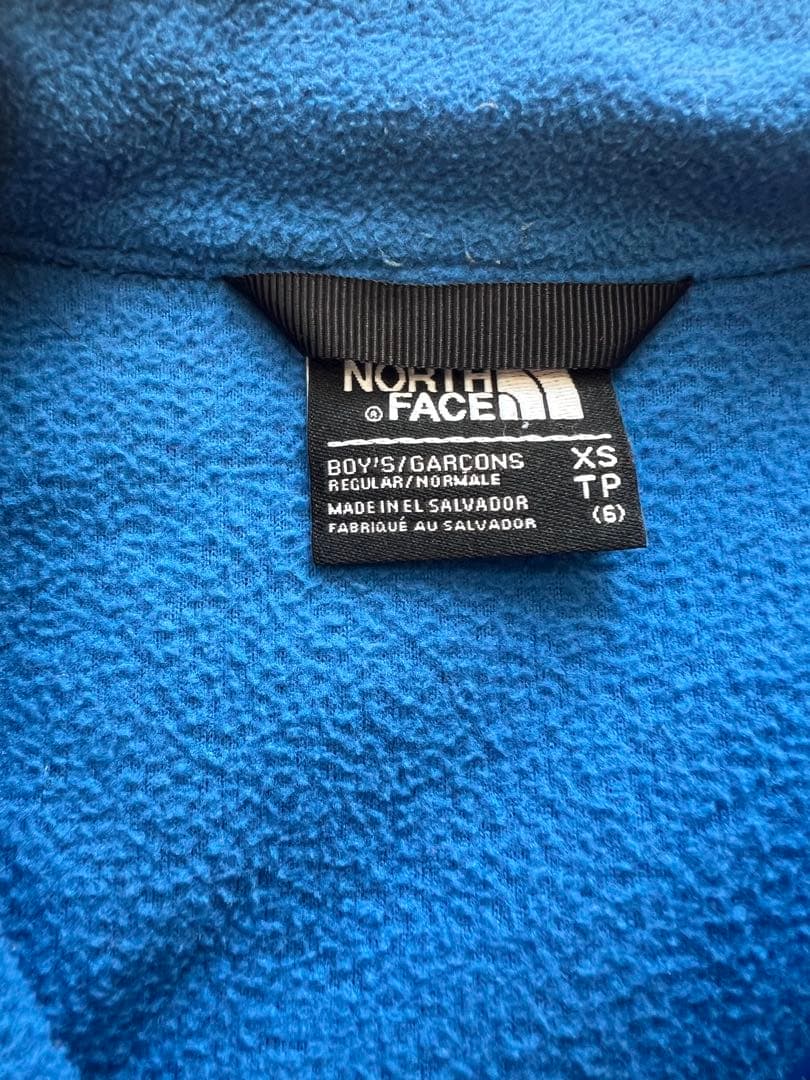 NORTH
® FACE
BOY'S/GARÇONS XS
REGULAR/NORMALE TP
MADE IN EL SALVADOR (6)
FABRIQUÉ AU SALVADOR